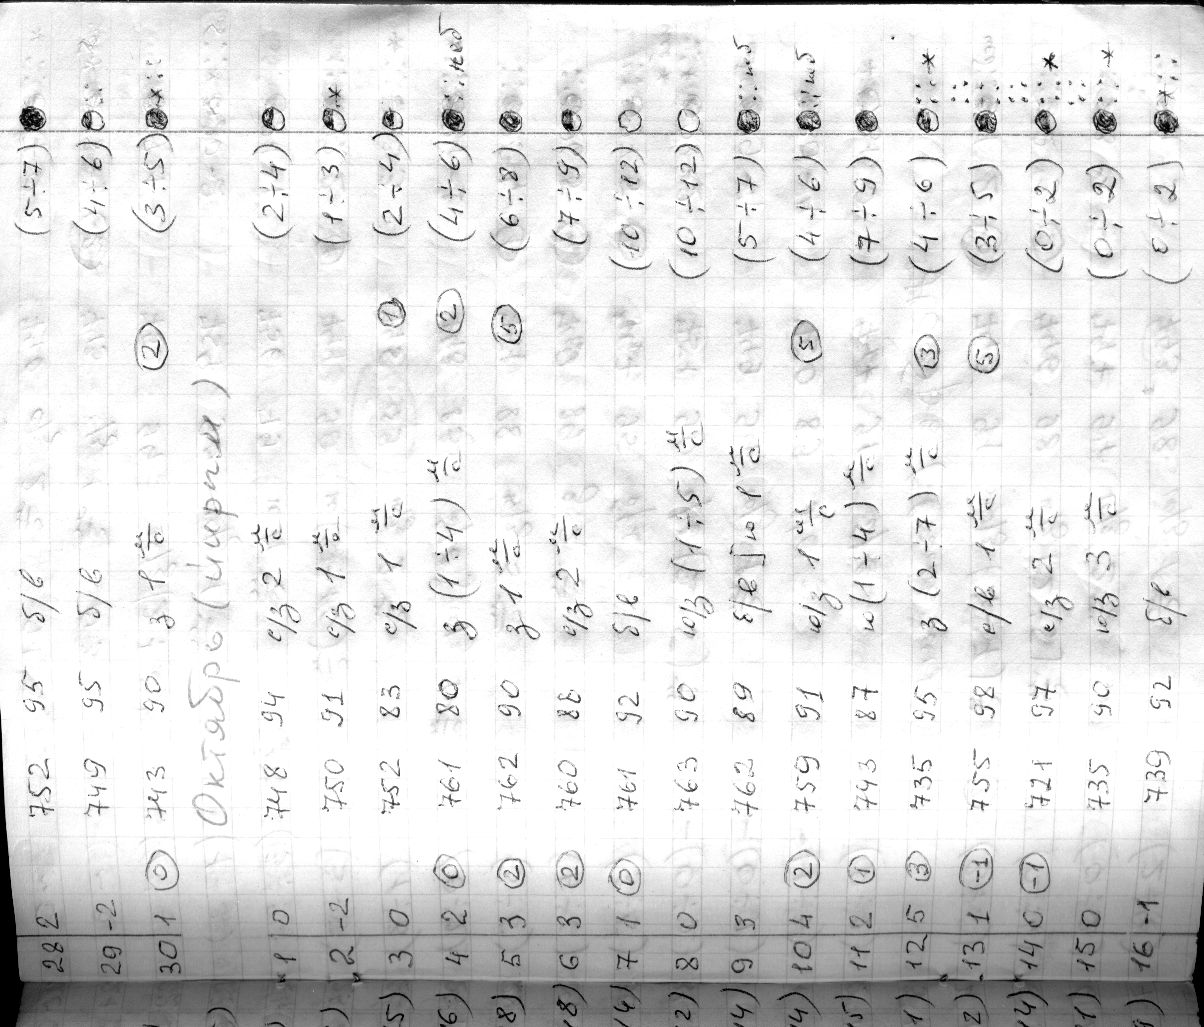 28 2 752 95 б/в (5÷7)
29 -2 749 95 б/в (4÷6)
30 1 (0) 743 90 з 1 м/с (2) (3÷5)
Октябрь
1 0 748 94 с/з 2 м/с (2÷4)
2 -2 750 91 с/з 1 м/с (1÷3)
3 0 752 83 с/з 1 м/с (1) (2÷4)
4 2 (0) 761 80 з (1÷4) м/с (2) (4÷6)
5 3 (2) 762 90 з 1 м/с (5) (6÷8)
6 3 (2) 760 88 с/з 2 м/с (7÷9)
7 1 (0) 761 92 б/в (10÷12)
8 0 763 90 ю/з (1÷5) м/с (10÷12)
9 3 762 89 б/в ю 1 м/с (5÷7)
10 4 (2) 759 91 ю/з 1 м/с (5) (4÷6)
11 2 (1) 743 87 ю (1÷4) м/с (7÷9)
12 5 (3) 735 95 з (2÷7) м/с (3) (4÷6)
13 1 (-1) 755 98 с/в 1 м/с (5) (3÷5)
14 0 (-1) 721 97 с/з 2 м/с (0÷2)
15 0 735 90 ю/з 3 м/с (0÷2)
16 -1 739 92 б/в (0÷2)